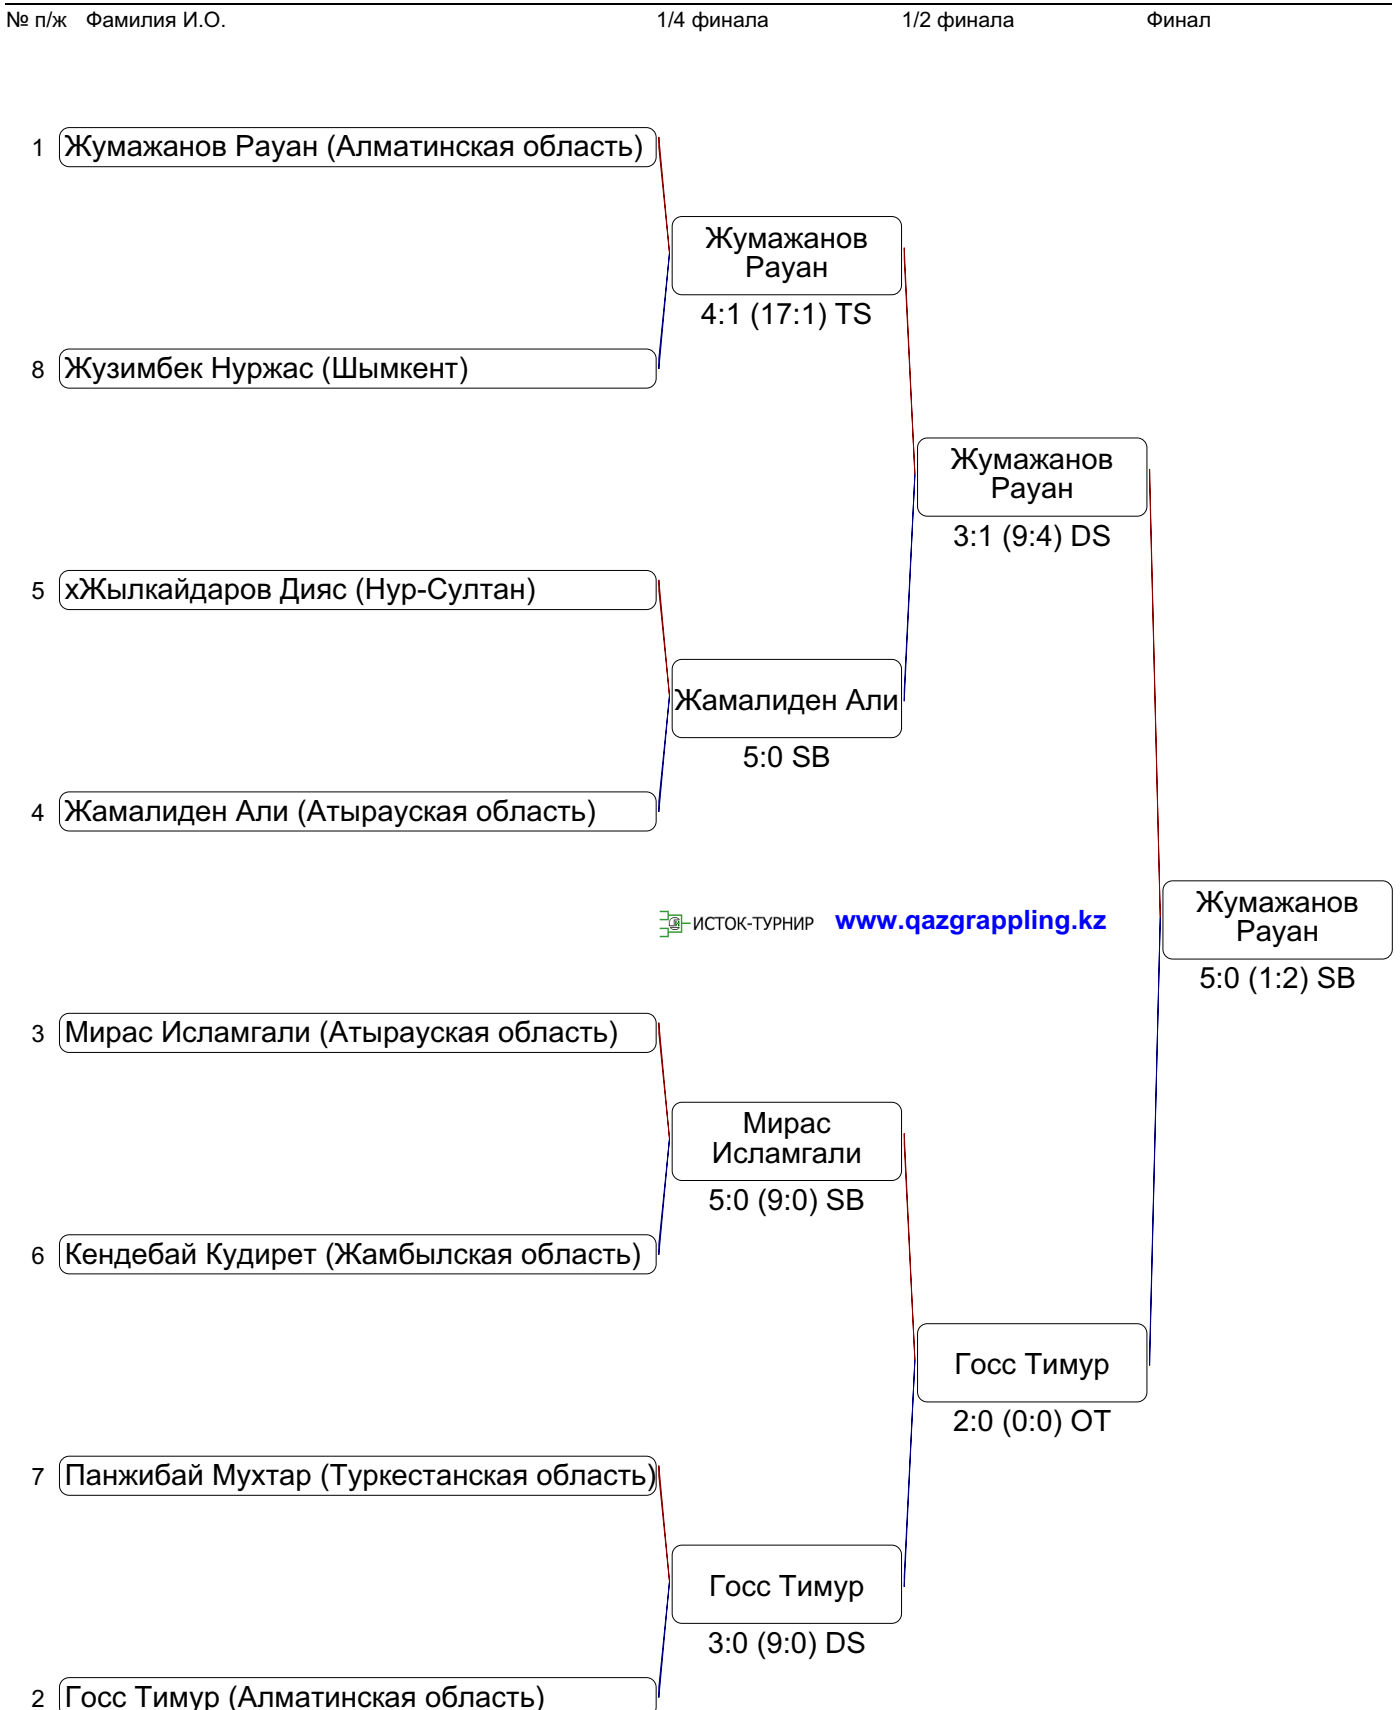 № п/ж Фамилия И.О. 1/4 финала 1/2 финала Финал
1 Жумажанов Рауан (Алматинская область)
Жумажанов
Рауан
4:1 (17:1) TS
8 Жузимбек Нуржас (Шымкент)
Жумажанов
Рауан
3:1 (9:4) DS
5 хЖылкайдаров Дияс (Нур-Султан)
Жамалиден Али
5:0 SB
4 Жамалиден Али (Атырауская область)
ИСТОК-ТУРНИР www.qazgrappling.kz
Жумажанов
Рауан
5:0 (1:2) SB
3 Мирас Исламгали (Атырауская область)
Мирас
Исламгали
5:0 (9:0) SB
6 Кендебай Кудирет (Жамбылская область)
Госс Тимур
2:0 (0:0) OT
7 Панжибай Мухтар (Туркестанская область)
Госс Тимур
3:0 (9:0) DS
2 Госс Тимур (Алматинская область)